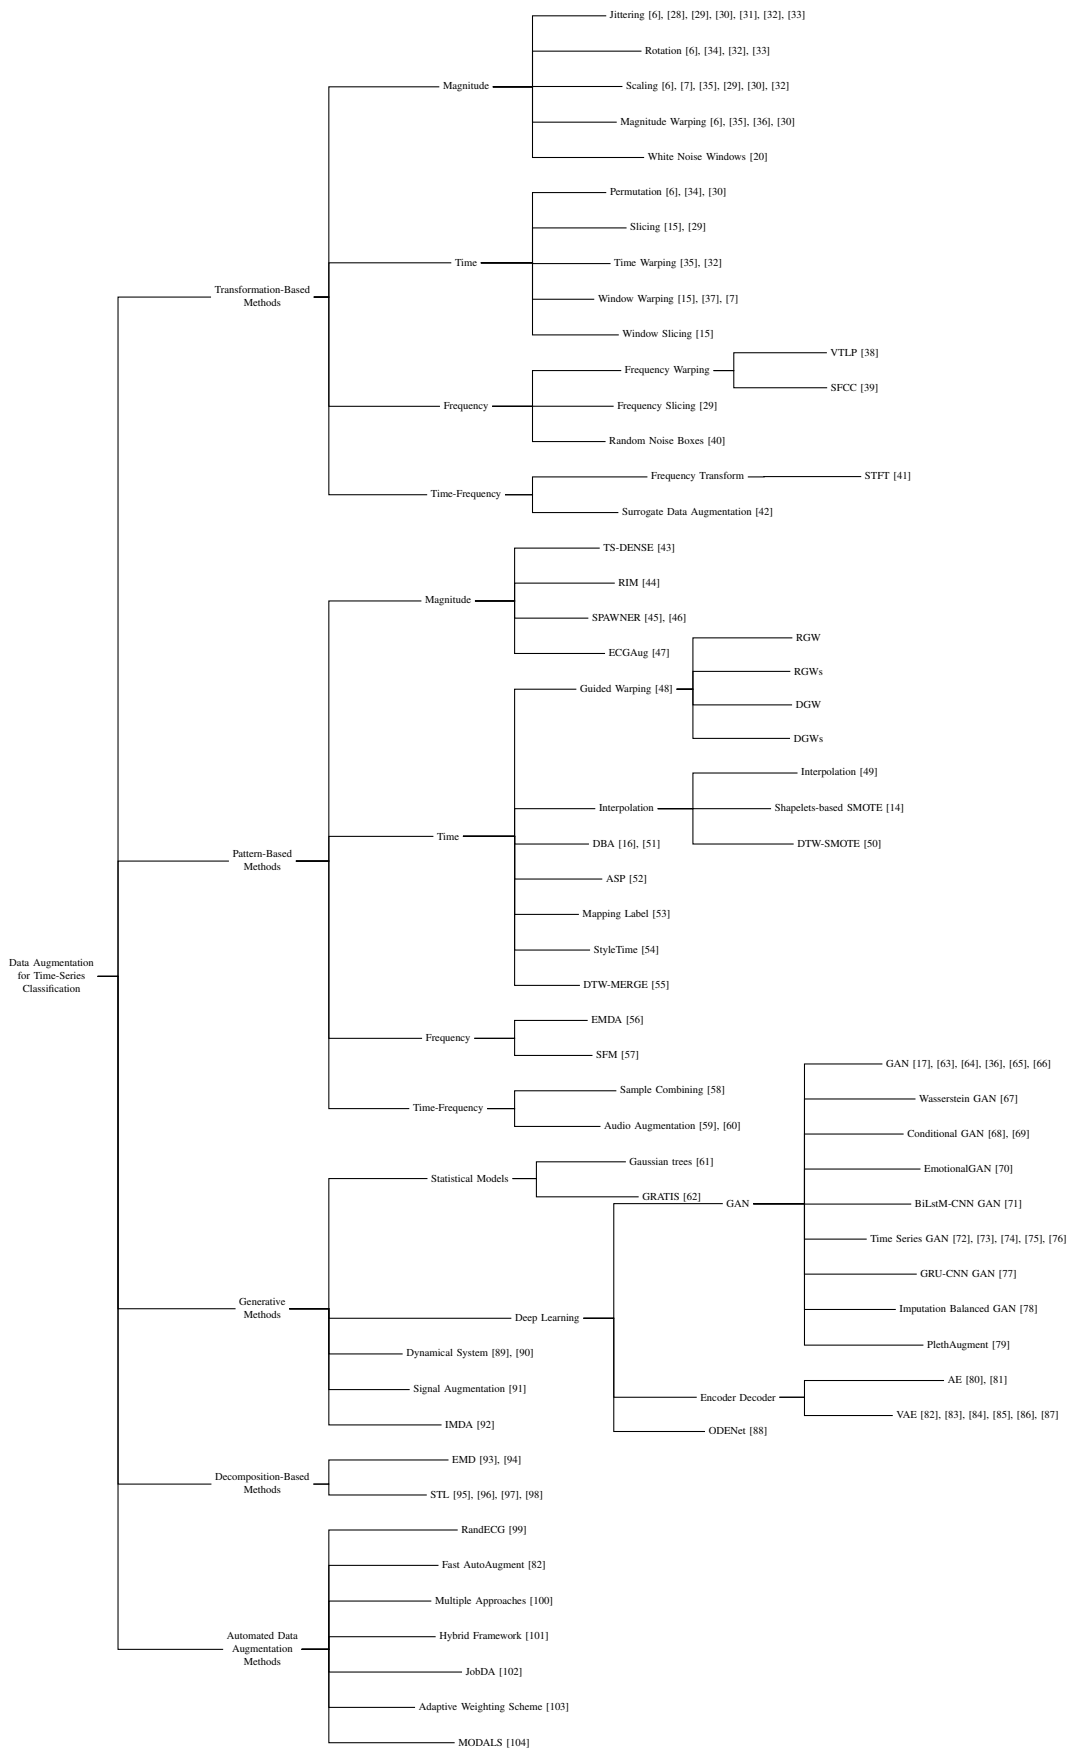 Data Augmentation
for Time-Series
Classification
Transformation-Based
Methods
Magnitude
Jittering [6], [28], [29], [30], [31], [32], [33]
Rotation [6], [34], [32], [33]
Scaling [6], [7], [35], [29], [30], [32]
Magnitude Warping [6], [35], [36], [30]
White Noise Windows [20]
Time
Permutation [6], [34], [30]
Slicing [15], [29]
Time Warping [35], [32]
Window Warping [15], [37], [7]
Window Slicing [15]
Frequency
Frequency Warping
VTLP [38]
SFCC [39]
Frequency Slicing [29]
Random Noise Boxes [40]
Time-Frequency
Frequency Transform
STFT [41]
Surrogate Data Augmentation [42]
Pattern-Based
Methods
Magnitude
TS-DENSE [43]
RIM [44]
SPAWNER [45], [46]
ECGAug [47]
Time
Guided Warping [48]
RGW
RGWs
DGW
DGWs
Interpolation
Interpolation [49]
Shapelets-based SMOTE [14]
DTW-SMOTE [50]
DBA [16], [51]
ASP [52]
Mapping Label [53]
StyleTime [54]
DTW-MERGE [55]
Frequency
EMDA [56]
SFM [57]
Time-Frequency
Sample Combining [58]
Audio Augmentation [59], [60]
Generative
Methods
Statistical Models
Gaussian trees [61]
GRATIS [62]
Deep Learning
GAN
GAN [17], [63], [64], [36], [65], [66]
Wasserstein GAN [67]
Conditional GAN [68], [69]
EmotionalGAN [70]
BiLstM-CNN GAN [71]
Time Series GAN [72], [73], [74], [75], [76]
GRU-CNN GAN [77]
Imputation Balanced GAN [78]
PlethAugment [79]
Encoder Decoder
AE [80], [81]
VAE [82], [83], [84], [85], [86], [87]
ODENet [88]
Dynamical System [89], [90]
Signal Augmentation [91]
IMDA [92]
Decomposition-Based
Methods
EMD [93], [94]
STL [95], [96], [97], [98]
Automated Data
Augmentation
Methods
RandECG [99]
Fast AutoAugment [82]
Multiple Approaches [100]
Hybrid Framework [101]
JobDA [102]
Adaptive Weighting Scheme [103]
MODALS [104]